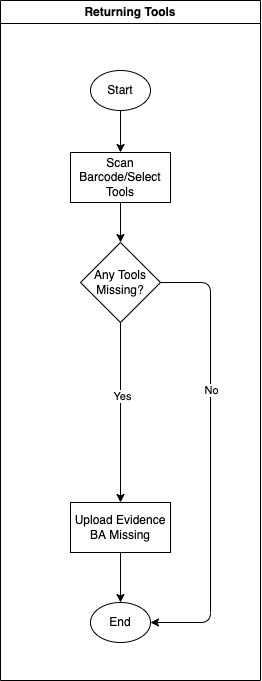 Returning Tools
Start
Scan
Barcode/Select
Tools
Any Tools
Missing?
Yes
No
Upload Evidence
BA Missing
End